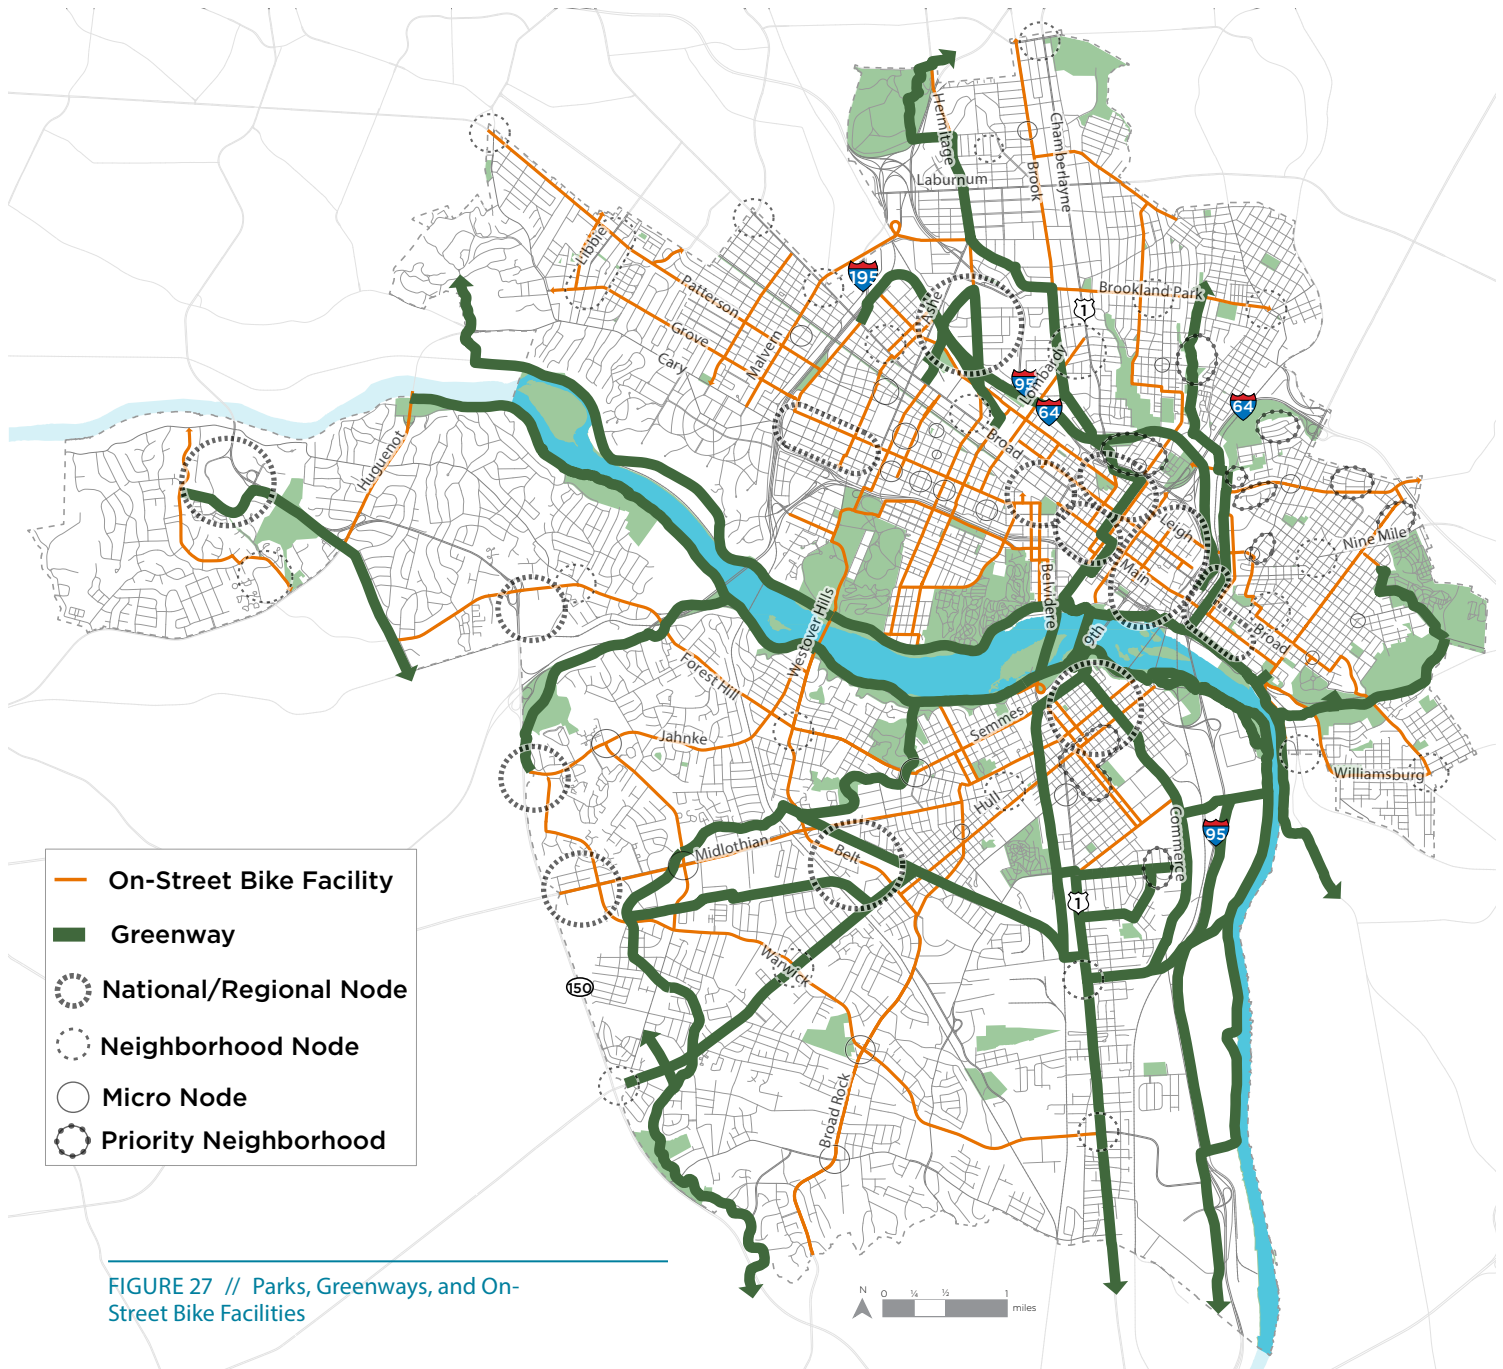 Hermitage
Chamberlayne
Brook
Laburnum
Libbie
195
Patterson
Ashe
Brookland Park
1
Grove
Malvern
Cary
Lombardy
95
64
64
Huguenot
Broad
Leigh
Nine Mile
Main
Belvidere
Westover Hills
9th
Broad
Forest Hill
Semmes
Jahnke
Williamsburg
Hull
Commerce
95
Midlothian
Belt
1
Warwick
150
Broad Rock
On-Street Bike Facility
Greenway
National/Regional Node
Neighborhood Node
Micro Node
Priority Neighborhood
FIGURE 27 // Parks, Greenways, and On-
Street Bike Facilities
N
0 ¼ ½ 1
miles